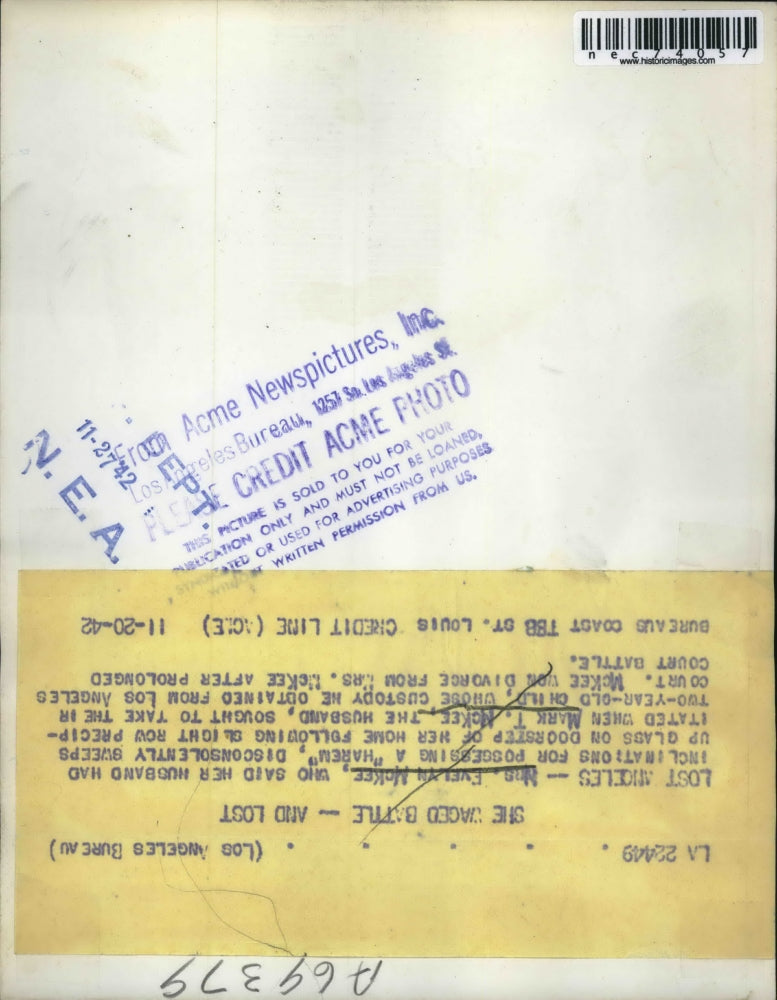 nec74057
www.historicimages.com
From Acme Newspictures, Inc.
Los Angeles Bureau, 1257 So. Los Angeles St.
PLEASE CREDIT ACME PHOTO
THIS PICTURE IS SOLD TO YOU FOR YOUR
PUBLICATION ONLY AND MUST NOT BE LOANED,
SYNDICATED OR USED FOR ADVERTISING PURPOSES
WITHOUT WRITTEN PERMISSION FROM US.
N. E. A.
11-27'42
DEPT.
A69379
LA 22449 . . . . . (LOS ANGELES BUREAU)
SHE WAGED BATTLE -- AND LOST
LOST ANGELES -- MRS. EVELYN MCKEE, WHO SAID HER HUSBAND HAD
INCLINATIONS FOR POSSESSING A "HAREM", DISCONSOLENTLY SWEEPS
UP GLASS ON DOORSTEP OF HER HOME FOLLOWING SLIGHT ROW PRECIP-
ITATED WHEN MARK T. MCKEE, THE HUSBAND, SOUGHT TO TAKE THEIR
TWO-YEAR-OLD CHILD, WHOSE CUSTODY HE OBTAINED FROM LOS ANGELES
COURT. MCKEE WON DIVORCE FROM MRS. MCKEE AFTER PROLONGED
COURT BATTLE.
BUREAUS COAST TBB ST. LOUIS CREDIT LINE (ACME) 11-20-42